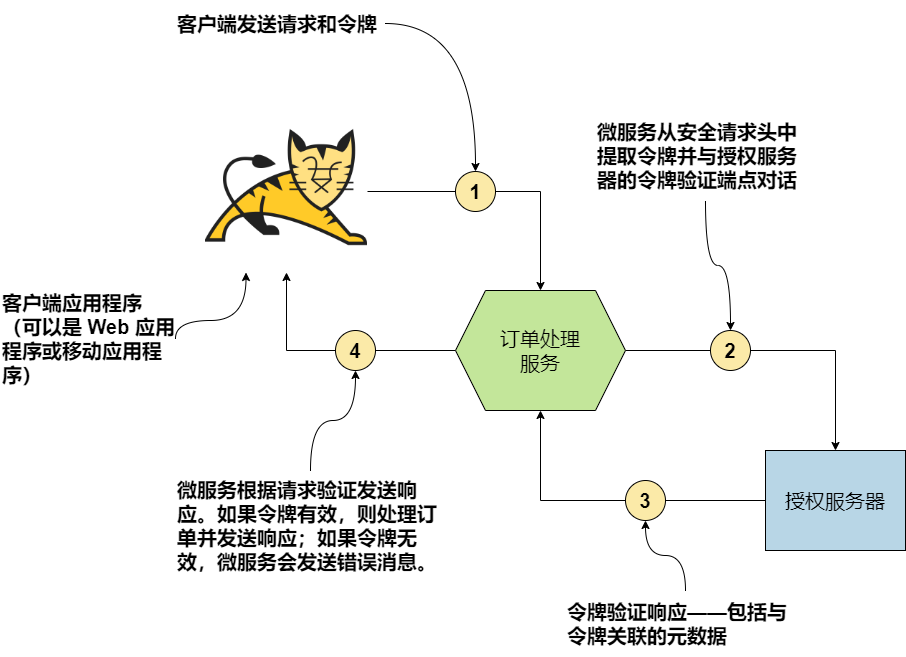 客户端发送请求和令牌
微服务从安全请求头中
提取令牌并与授权服务
器的令牌验证端点对话
1
客户端应用程序
（可以是 Web 应用
程序或移动应用程
序）
订单处理
服务
4
2
微服务根据请求验证发送响
应。如果令牌有效，则处理订
单并发送响应；如果令牌无
效，微服务会发送错误消息。
3
授权服务器
令牌验证响应——包括与
令牌关联的元数据